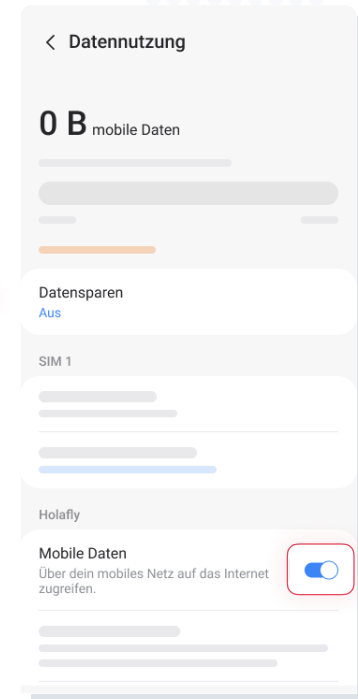 Datennutzung
0 B mobile Daten
Datensparen
Aus
SIM 1
Holafly
Mobile Daten
Über dein mobiles Netz auf das Internet
zugreifen.